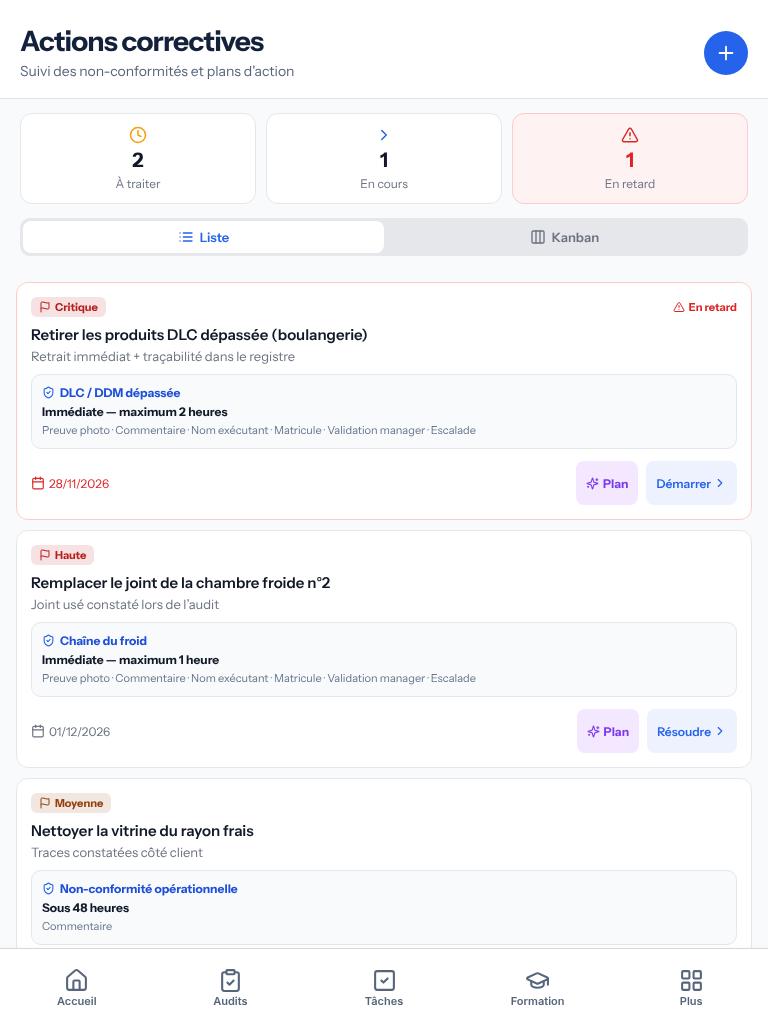 Actions correctives
Suivi des non-conformités et plans d'action
2
À traiter
1
En cours
1
En retard
Liste
Kanban
Critique
En retard
Retirer les produits DLC dépassée (boulangerie)
Retrait immédiat + traçabilité dans le registre
DLC / DDM dépassée
Immédiate — maximum 2 heures
Preuve photo · Commentaire · Nom exécutant · Matricule · Validation manager · Escalade
28/11/2026
Plan
Démarrer
Haute
Remplacer le joint de la chambre froide n°2
Joint usé constaté lors de l'audit
Chaîne du froid
Immédiate — maximum 1 heure
Preuve photo · Commentaire · Nom exécutant · Matricule · Validation manager · Escalade
01/12/2026
Plan
Résoudre
Moyenne
Nettoyer la vitrine du rayon frais
Traces constatées côté client
Non-conformité opérationnelle
Sous 48 heures
Commentaire
Accueil
Audits
Tâches
Formation
Plus